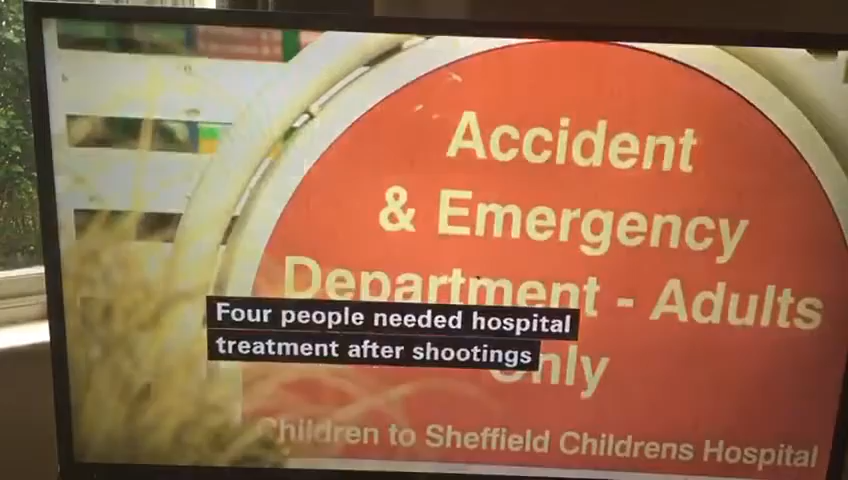 Accident
& Emergency
Department - Adults
Only
Four people needed hospital
treatment after shootings
Children to Sheffield Childrens Hospital